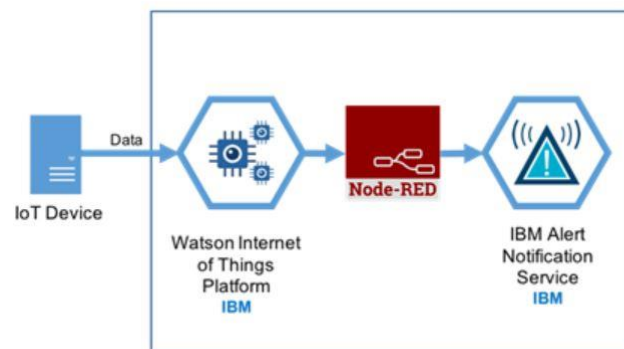 Data
IoT Device
Watson Internet
of Things
Platform
IBM
Node-RED
IBM Alert
Notification
Service
IBM